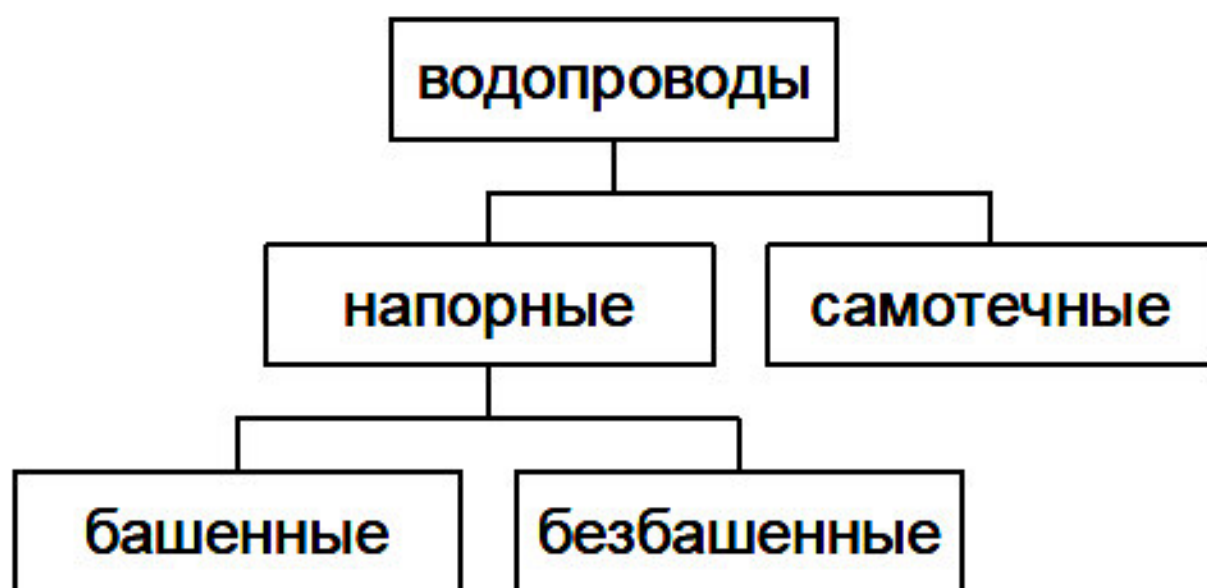 водопроводы
напорные
самотечные
башенные
безбашенные